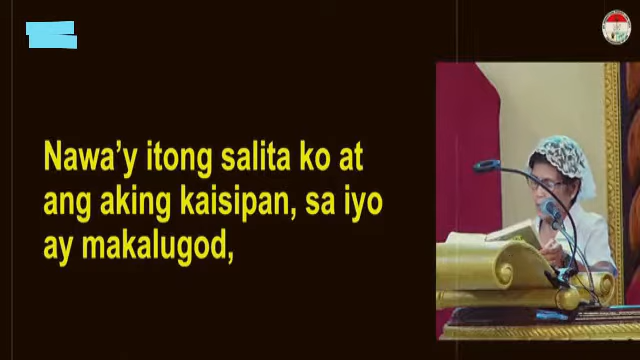 Nawa’y itong salita ko at
ang aking kaisipan, sa iyo
ay makalugod,